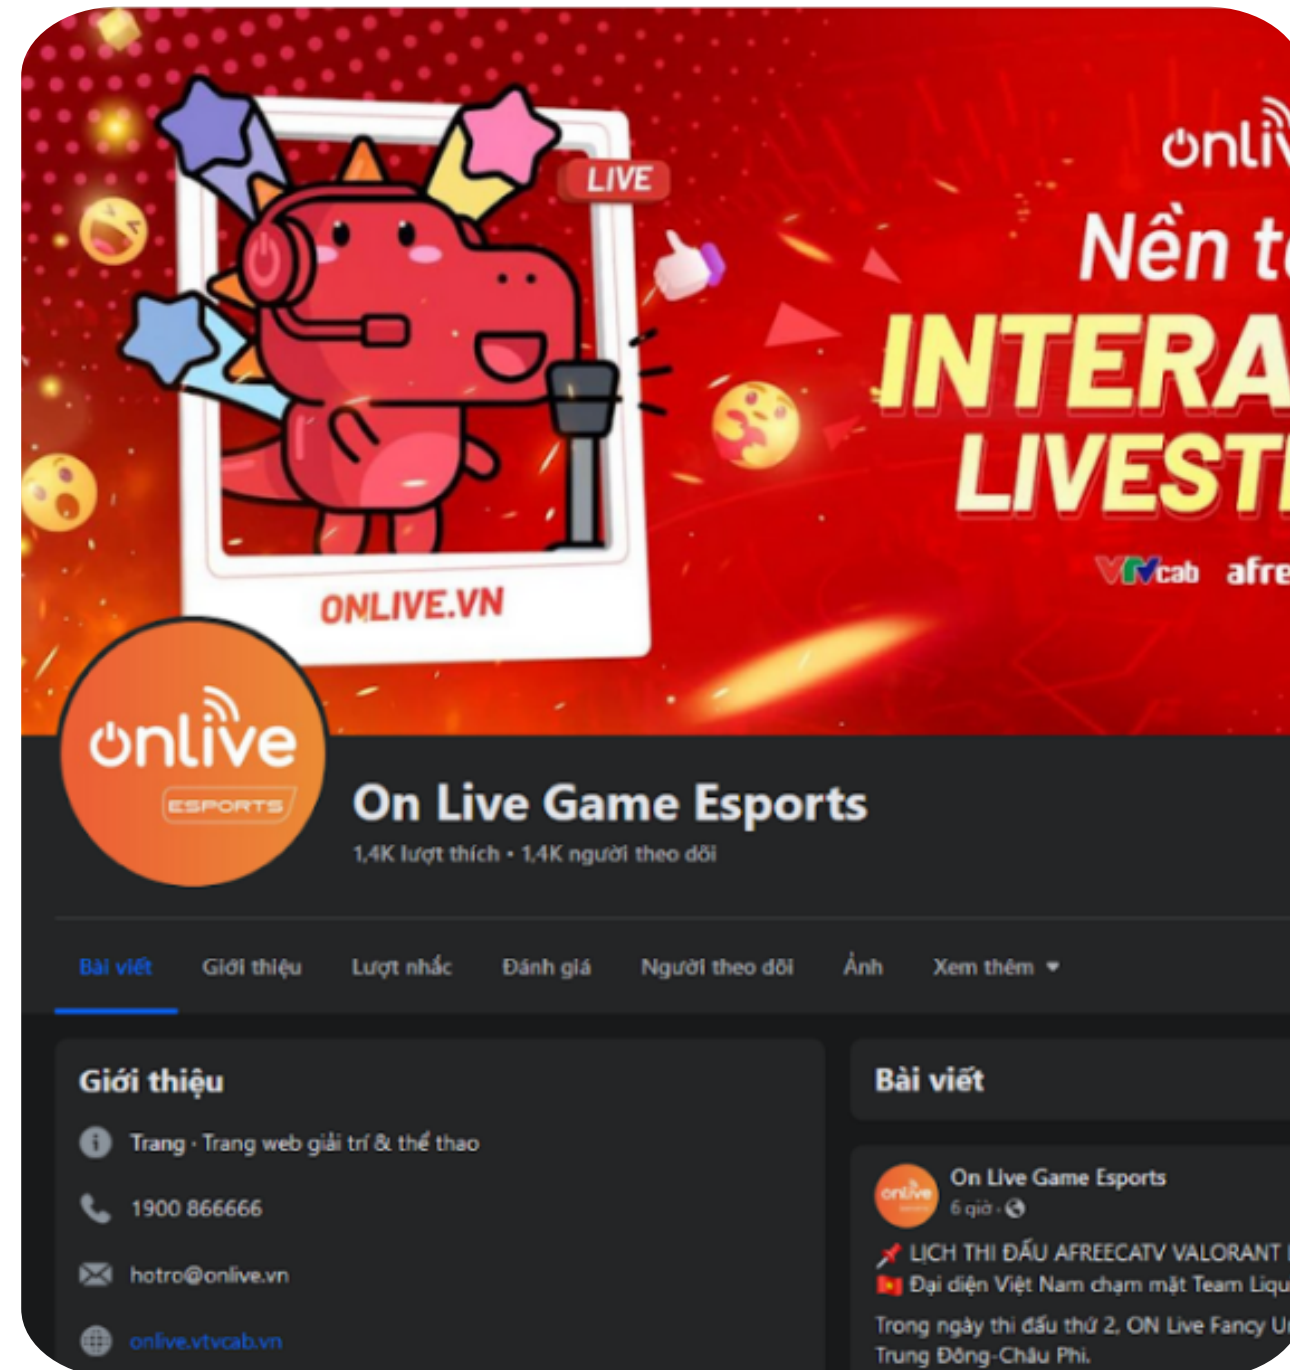 LIVE
Nền
INTERA
LIVEST
VTVcab afre
ONLIVE.VN
onlive
ESPORTS
On Live Game Esports
1,4K lượt thích • 1,4K người theo dõi
Bài viết Giới thiệu Lượt nhắc Đánh giá Người theo dõi Ảnh Xem thêm
Giới thiệu
Trang · Trang web giải trí & thể thao
1900 866666
hotro@onlive.vn
onlive.vtvcab.vn
Bài viết
onlive
On Live Game Esports
6 giờ ·
LỊCH THI ĐẤU AFREECATV VALORANT
Đại diện Việt Nam chạm mặt Team Liqu
Trong ngày thi đấu thứ 2, ON Live Fancy Un
Trung Đông-Châu Phi.